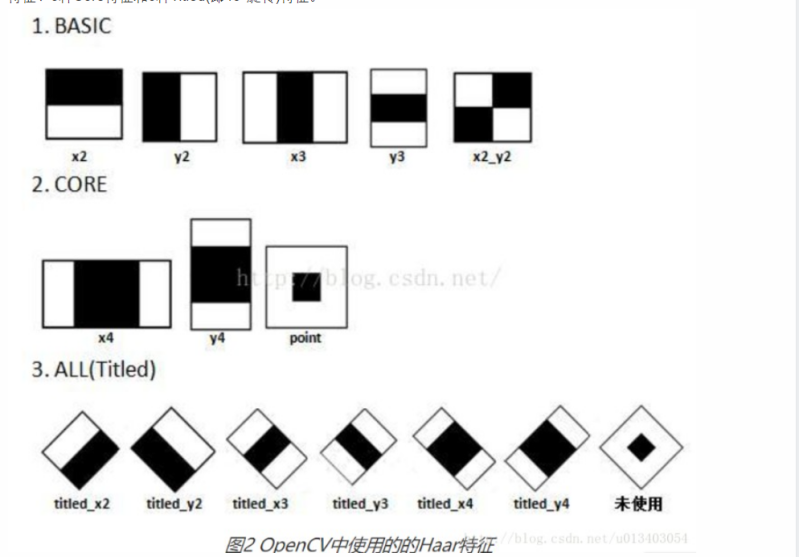 1. BASIC
x2 y2 x3 y3 x2_y2
2. CORE
http://blog.csdn.net/
x4 y4 point
3. ALL(Titled)
titled_x2 titled_y2 titled_x3 titled_y3 titled_x4 titled_y4 未使用
图2 OpenCV中使用的的Haar特征
https://blog.csdn.net/u013403054